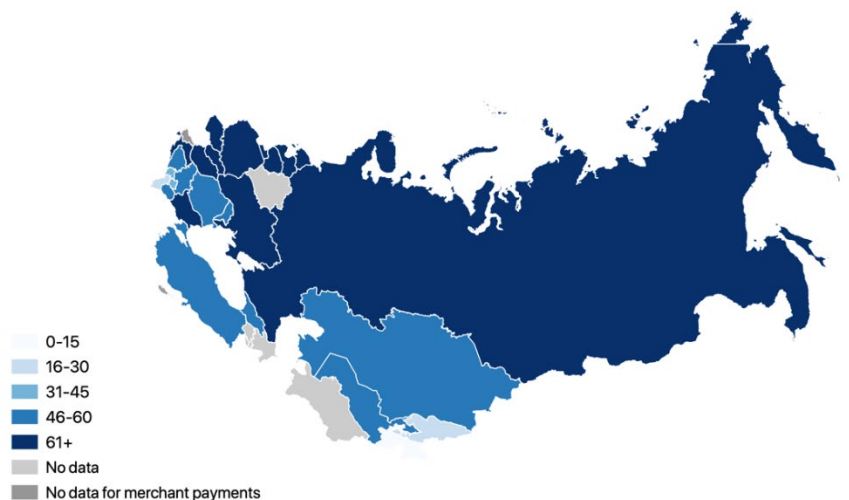 0-15
16-30
31-45
46-60
61+
No data
No data for merchant payments